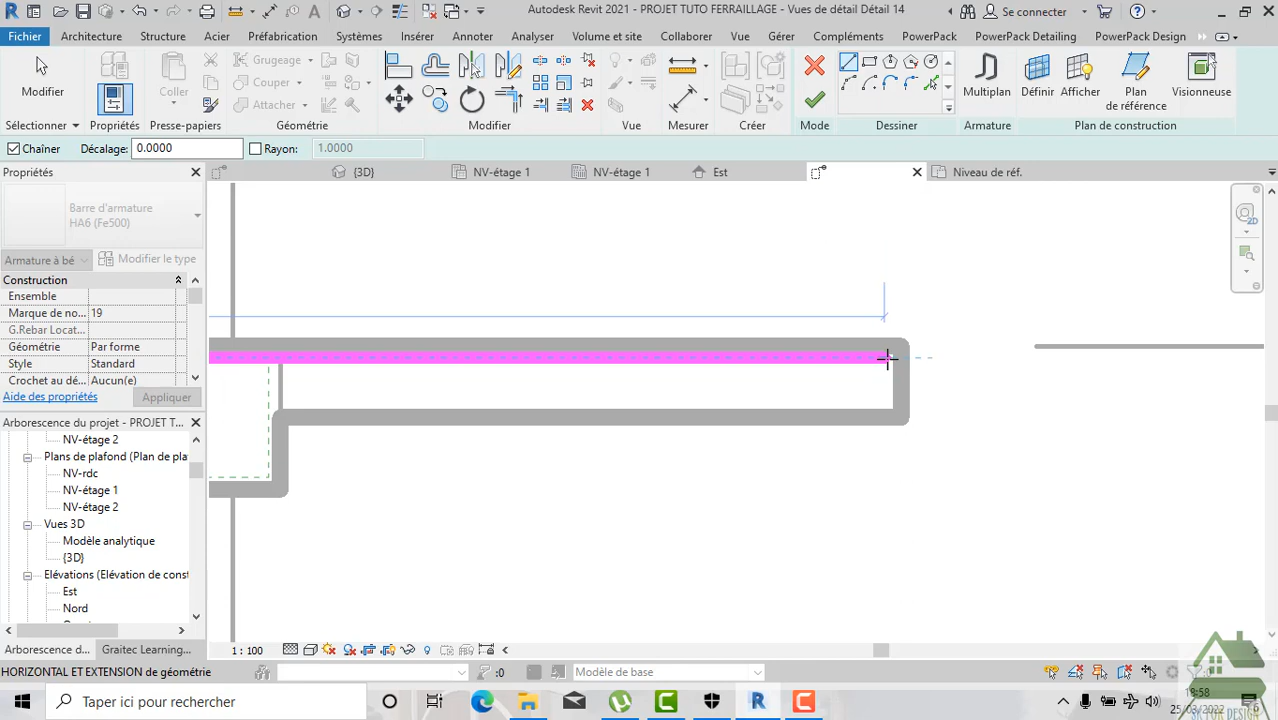 Autodesk Revit 2021 - PROJET TUTO FERRAILLAGE - Vues de détail Détail 14
Se connecter
Fichier
Architecture
Structure
Acier
Préfabrication
Systèmes
Insérer
Annoter
Analyser
Volume et site
Collaborer
Vue
Gérer
Compléments
PowerPack
PowerPack Detailing
PowerPack Design
Modifier
Coller
Grugeage
Couper
Attacher
Multiplan
Définir
Afficher
Plan
de référence
Visionneuse
Sélectionner
Propriétés
Presse-papiers
Géométrie
Modifier
Vue
Mesurer
Créer
Mode
Dessiner
Armature
Plan de construction
Chaîner
Décalage: 0.0000
Rayon: 1.0000
Propriétés
{3D}
NV-étage 1
NV-étage 1
Est
Niveau de réf.
Barre d'armature
HA6 (Fe500)
Armature à bé
Modifier le type
Construction
Ensemble
Marque de no... 19
G.Rebar Locat...
Géométrie Par forme
Style Standard
Crochet au dé... Aucun(e)
Aide des propriétés
Appliquer
Arborescence du projet - PROJET T...
NV-étage 2
Plans de plafond (Plan de pla
NV-rdc
NV-étage 1
NV-étage 2
Vues 3D
Modèle analytique
{3D}
Elévations (Elévation de const
Est
Nord
Arborescence d...
Graitec Learning...
1 : 100
HORIZONTAL ET EXTENSION de géométrie
:0
Modèle de base
Taper ici pour rechercher
19:58
25/03/2022